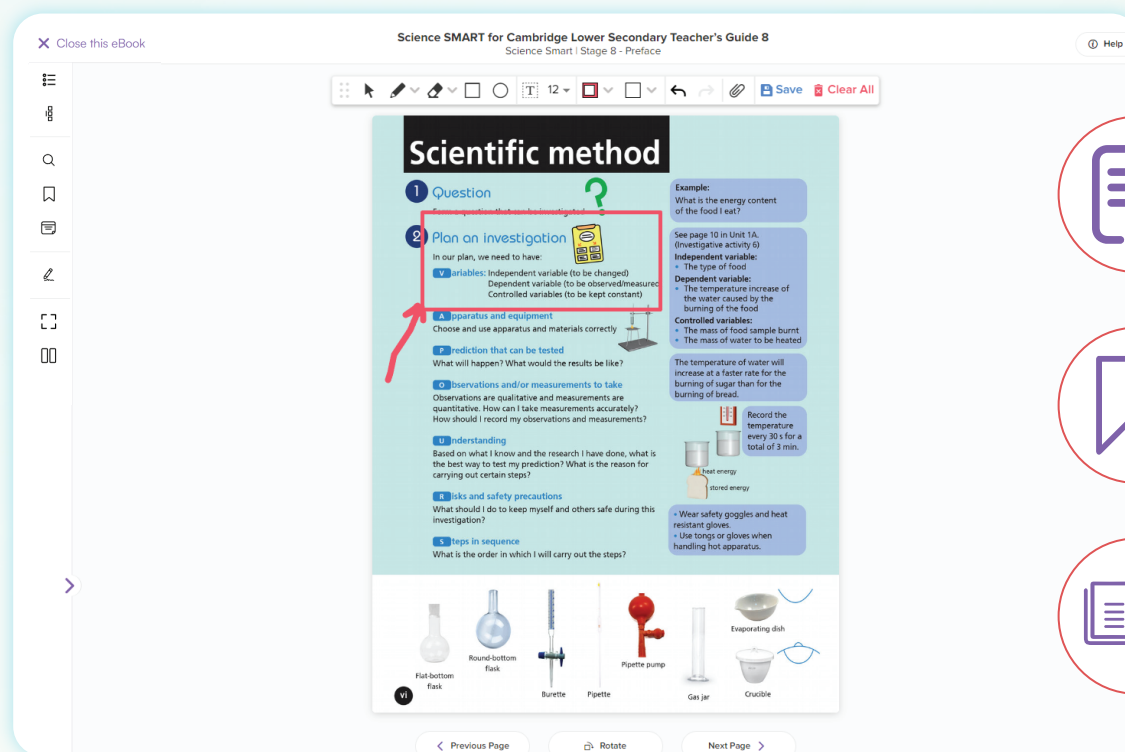 Close this eBook
Science SMART for Cambridge Lower Secondary Teacher's Guide 8
Science Smart | Stage 8 - Preface
Help
T 12 Save Clear All
Scientific method
1 Question
Form a question that can be investigated
2 Plan an investigation
In our plan, we need to have:
Variables: Independent variable (to be changed)
Dependent variable (to be observed/measured
Controlled variables (to be kept constant)
Apparatus and equipment
Choose and use apparatus and materials correctly
Prediction that can be tested
What will happen? What would the results be like?
Observations and/or measurements to take
Observations are qualitative and measurements are
quantitative. How can I take measurements accurately?
How should I record my observations and measurements?
Understanding
Based on what I know and the research I have done, what is
the best way to test my prediction? What is the reason for
carrying out certain steps?
Risks and safety precautions
What should I do to keep myself and others safe during this
investigation?
Steps in sequence
What is the order in which I will carry out the steps?
Example:
What is the energy content
of the food I eat?
See page 10 in Unit 1A.
(Investigative activity 6)
Independent variable:
• The type of food
Dependent variable:
• The temperature increase of
the water caused by the
burning of the food
Controlled variables:
• The mass of food sample burnt
• The mass of water to be heated
The temperature of water will
increase at a faster rate for the
burning of sugar than for the
burning of bread.
Record the
temperature
every 30 s for a
total of 3 min.
heat energy
stored energy
• Wear safety goggles and heat
resistant gloves.
• Use tongs or gloves when
handling hot apparatus.
Flat-bottom
flask
Round-bottom
flask
Burette
Pipette
Pipette pump
Gas jar
Evaporating dish
Crucible
vi
Previous Page
Rotate
Next Page